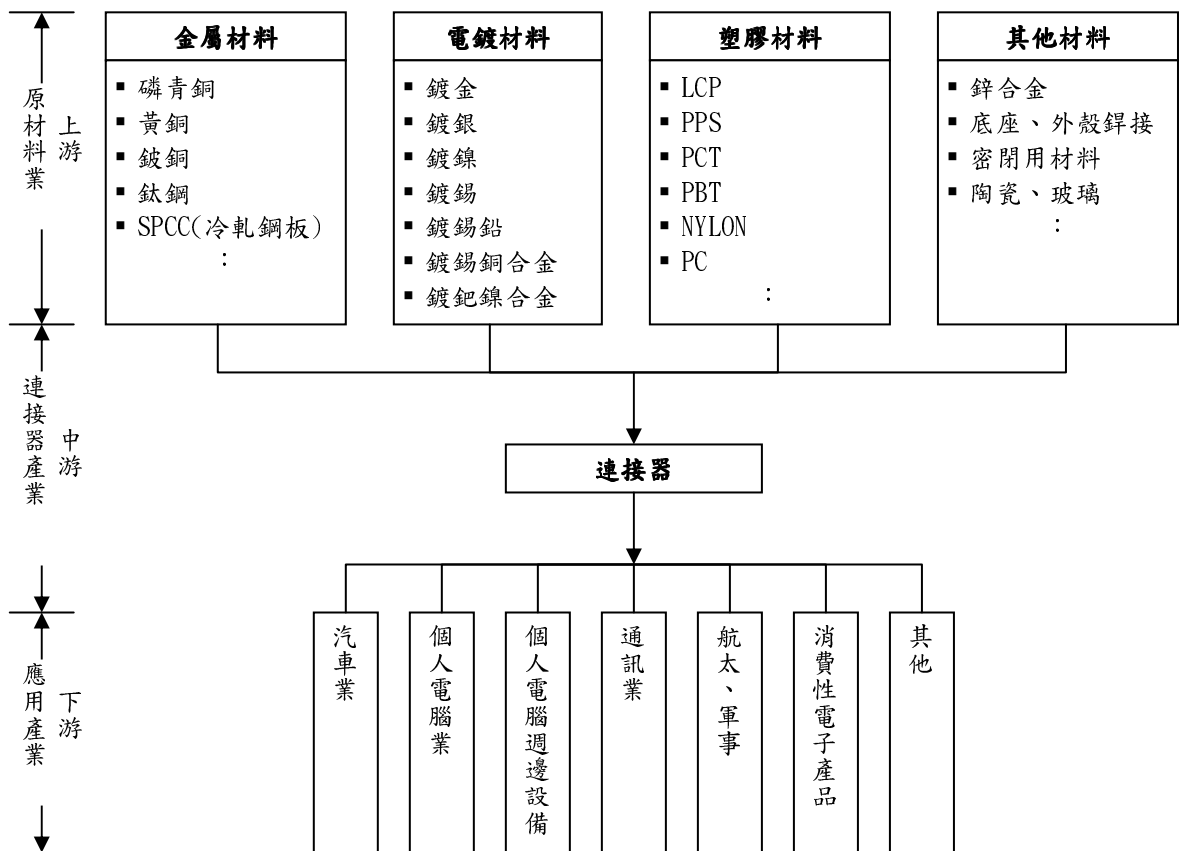 上游
原材料業
金屬材料
▪ 磷青銅
▪ 黃銅
▪ 鈹銅
▪ 鈦鋼
▪ SPCC(冷軋鋼板)
：
電鍍材料
▪ 鍍金
▪ 鍍銀
▪ 鍍鎳
▪ 鍍錫
▪ 鍍錫鉛
▪ 鍍錫銅合金
▪ 鍍鈀鎳合金
塑膠材料
▪ LCP
▪ PPS
▪ PCT
▪ PBT
▪ NYLON
▪ PC
：
其他材料
▪ 鋅合金
▪ 底座、外殼銲接
▪ 密閉用材料
▪ 陶瓷、玻璃
：
中游
連接器產業
連接器
下游
應用產業
汽車業
個人電腦業
個人電腦週邊設備
通訊業
航太、軍事
消費性電子產品
其他